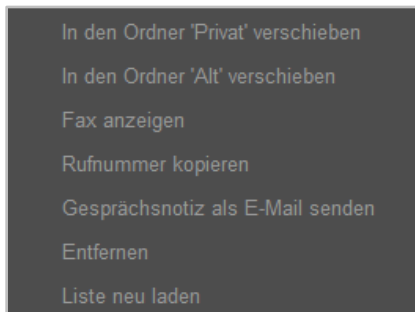 In den Ordner 'Privat' verschieben
In den Ordner 'Alt' verschieben
Fax anzeigen
Rufnummer kopieren
Gesprächsnotiz als E-Mail senden
Entfernen
Liste neu laden